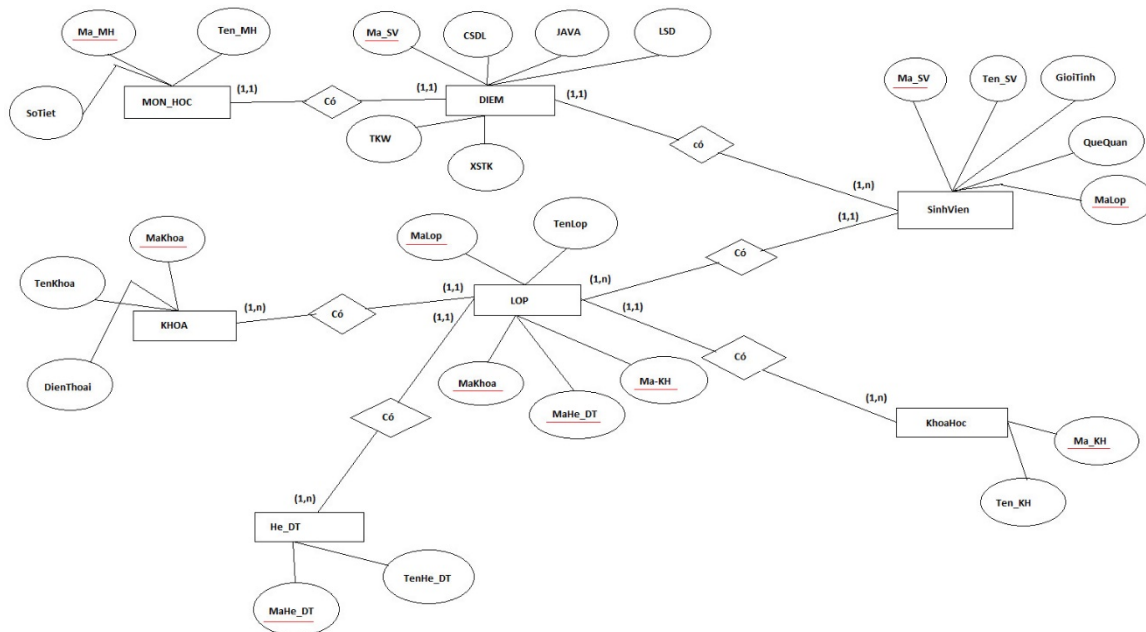 Ma_MH
Ten_MH
SoTiet
MON_HOC
(1,1)
Có
(1,1)
Ma_SV
CSDL
JAVA
LSD
DIEM
TKW
XSTK
(1,1)
có
(1,n)
Ma_SV
Ten_SV
GioiTinh
QueQuan
MaLop
SinhVien
(1,1)
Có
(1,n)
MaKhoa
TenKhoa
DienThoai
KHOA
(1,n)
Có
(1,1)
(1,1)
MaLop
TenLop
LOP
MaKhoa
MaHe_DT
Ma-KH
(1,1)
Có
(1,n)
KhoaHoc
Ma_KH
Ten_KH
Có
(1,n)
He_DT
MaHe_DT
TenHe_DT